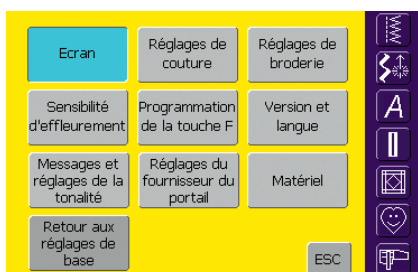 Ecran
Réglages de
couture
Réglages de
broderie
Sensibilité
d'effleurement
Programmation
de la touche F
Version et
langue
Messages et
réglages de la
tonalité
Réglages du
fournisseur du
portail
Matériel
Retour aux
réglages de
base
ESC
A